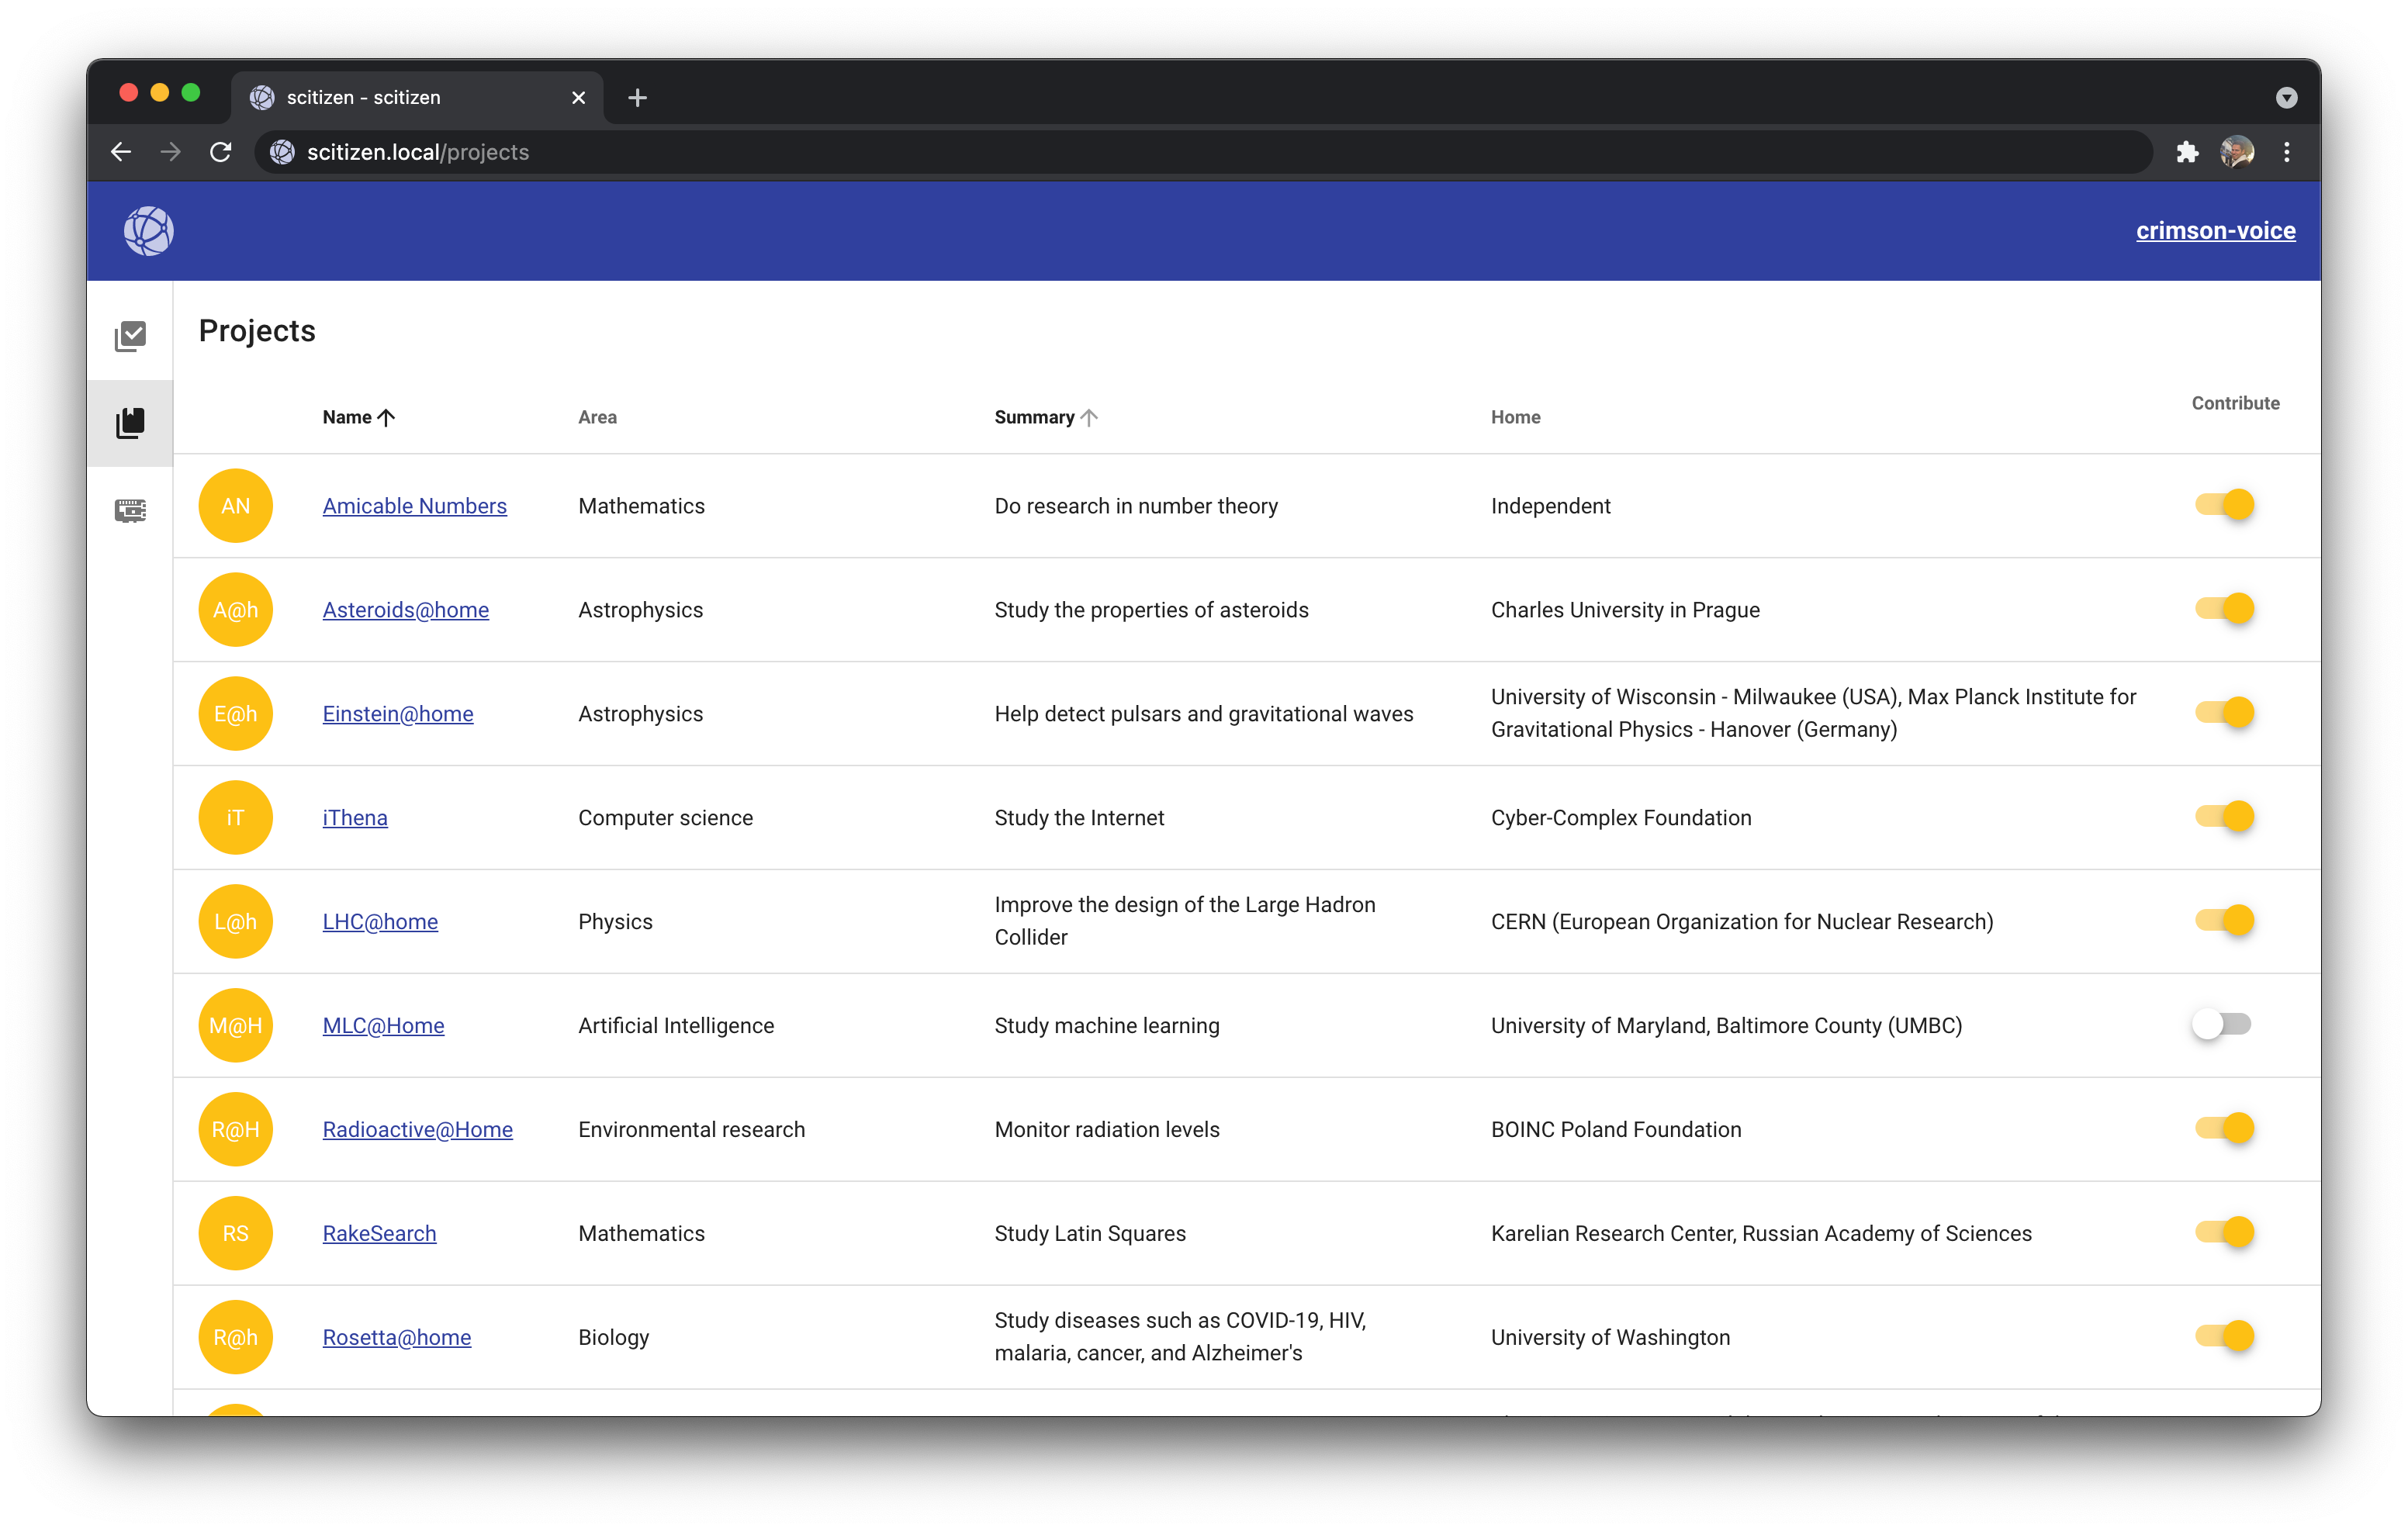 scitizen - scitizen
scitizen.local/projects
crimson-voice
Projects
Name Area Summary Home Contribute
AN Amicable Numbers Mathematics Do research in number theory Independent
A@h Asteroids@home Astrophysics Study the properties of asteroids Charles University in Prague
E@h Einstein@home Astrophysics Help detect pulsars and gravitational waves University of Wisconsin - Milwaukee (USA), Max Planck Institute for
Gravitational Physics - Hanover (Germany)
iT iThena Computer science Study the Internet Cyber-Complex Foundation
L@h LHC@home Physics Improve the design of the Large Hadron
Collider CERN (European Organization for Nuclear Research)
M@H MLC@Home Artificial Intelligence Study machine learning University of Maryland, Baltimore County (UMBC)
R@H Radioactive@Home Environmental research Monitor radiation levels BOINC Poland Foundation
RS RakeSearch Mathematics Study Latin Squares Karelian Research Center, Russian Academy of Sciences
R@h Rosetta@home Biology Study diseases such as COVID-19, HIV,
malaria, cancer, and Alzheimer's University of Washington